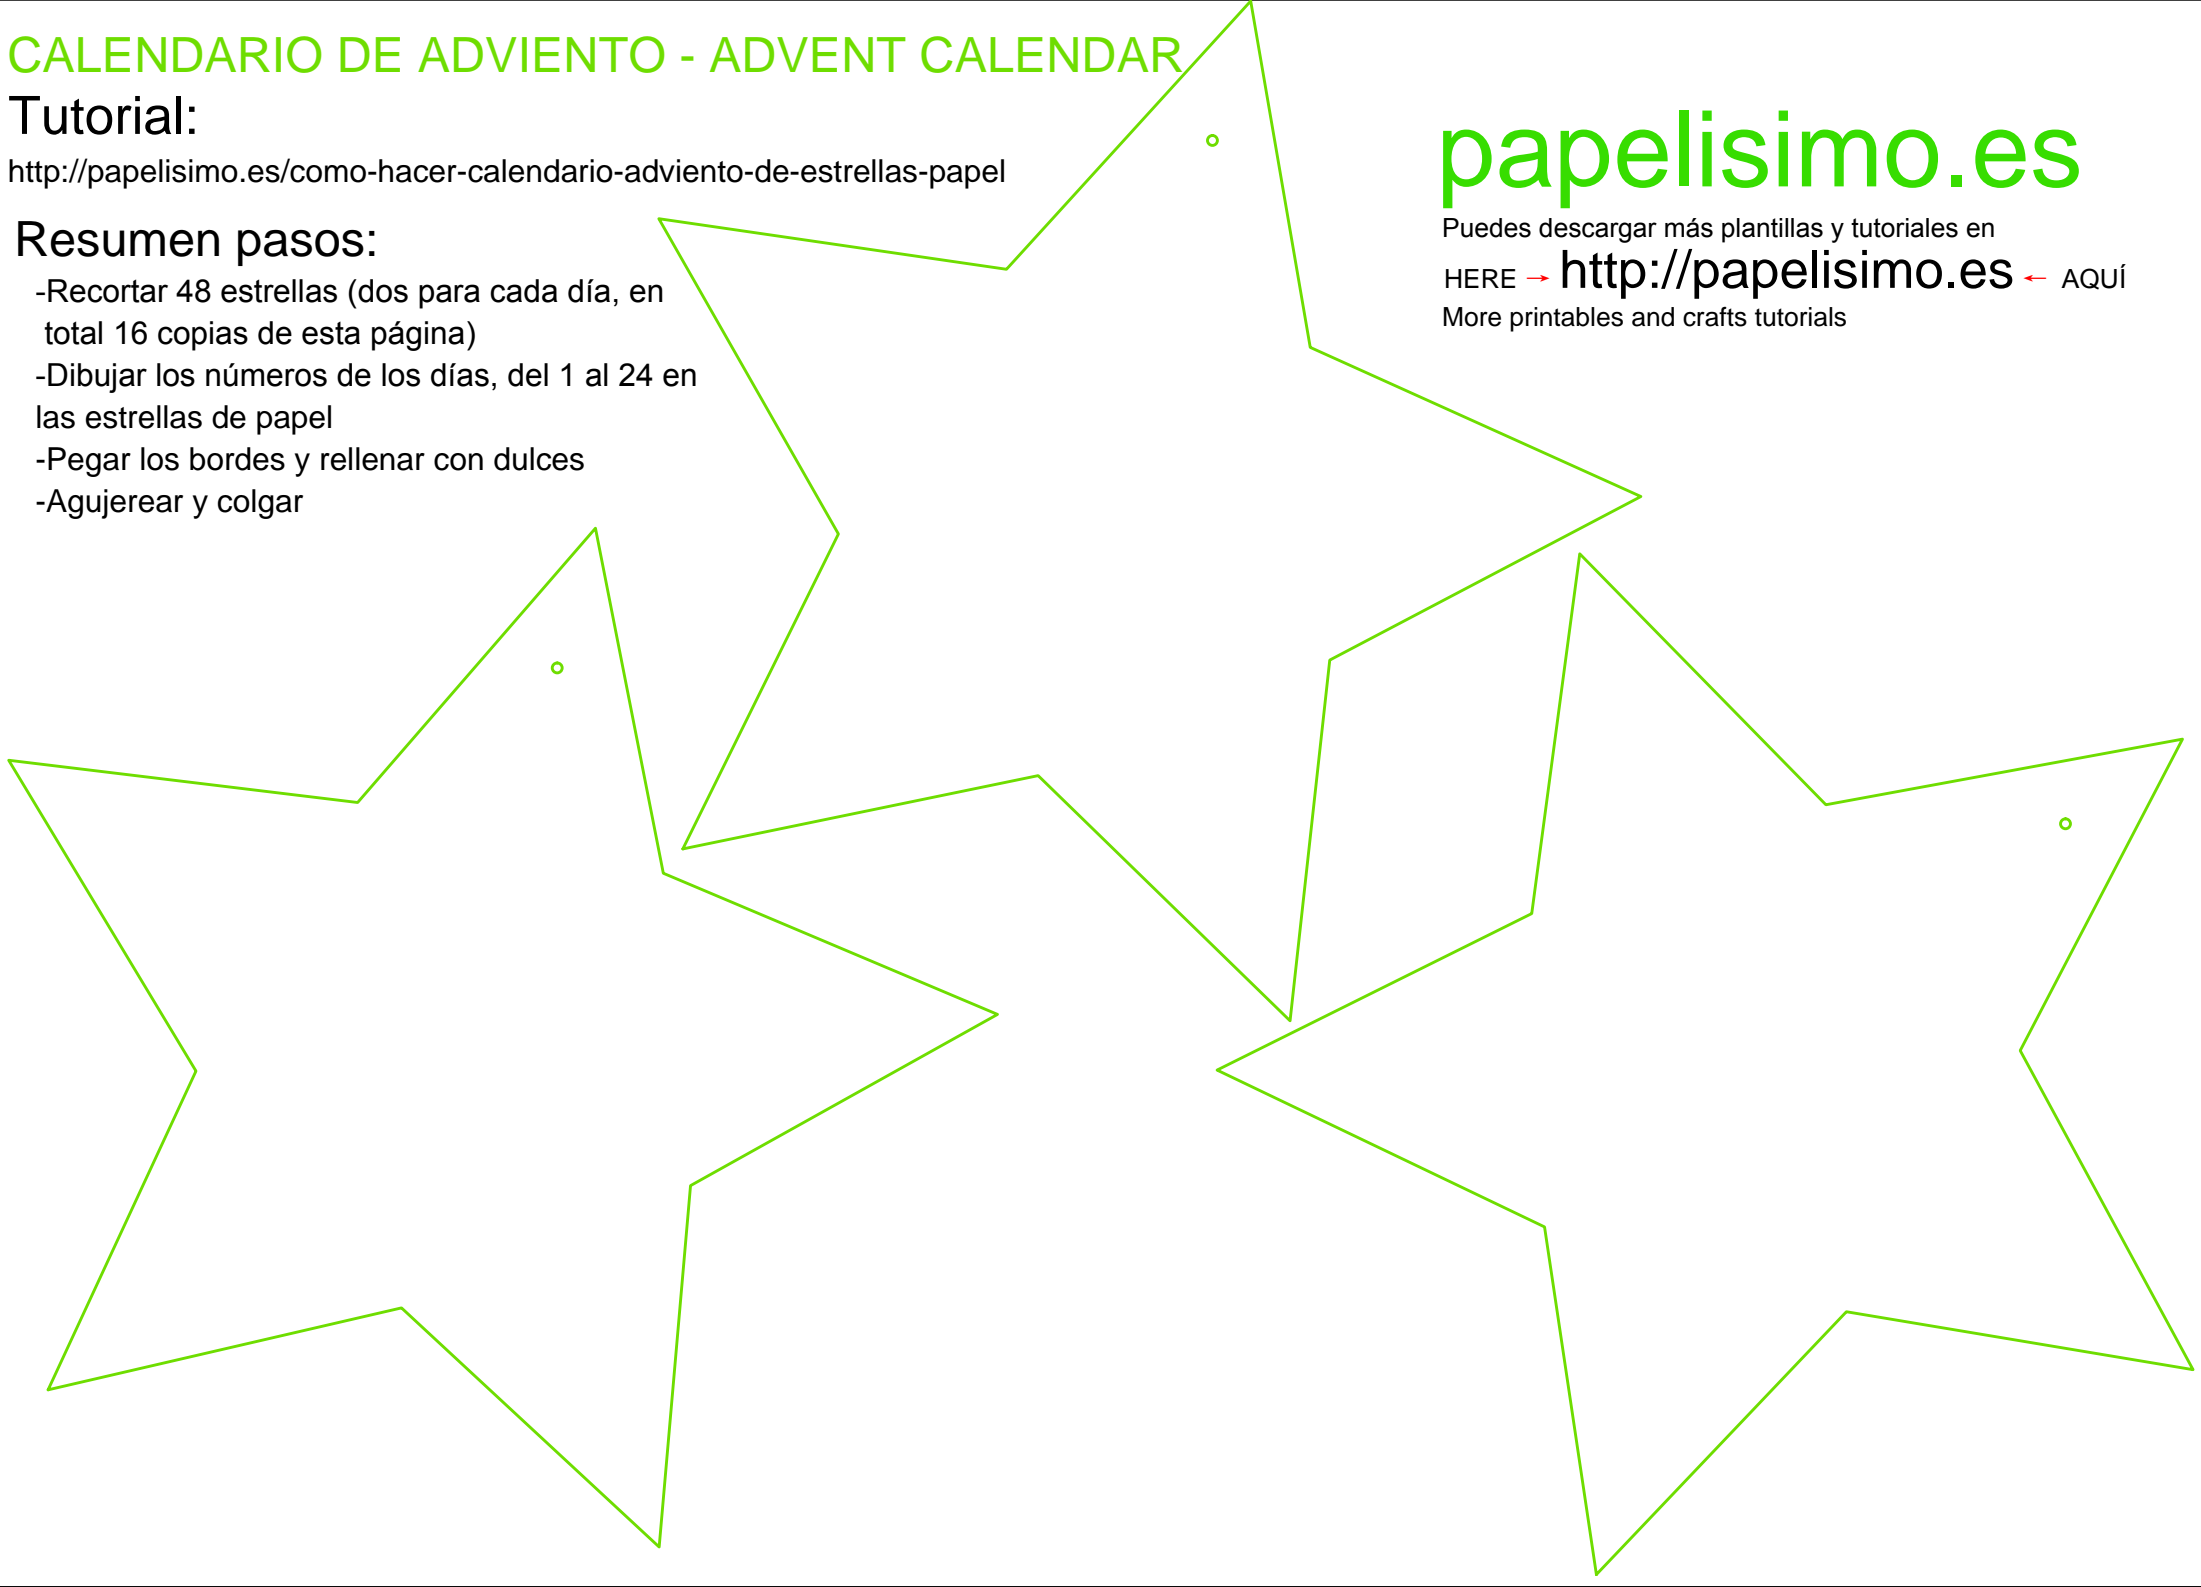 CALENDARIO DE ADVIENTO - ADVENT CALENDAR
Tutorial:
http://papelisimo.es/como-hacer-calendario-adviento-de-estrellas-papel
Resumen pasos:
-Recortar 48 estrellas (dos para cada día, en
total 16 copias de esta página)
-Dibujar los números de los días, del 1 al 24 en
las estrellas de papel
-Pegar los bordes y rellenar con dulces
-Agujerear y colgar
papelisimo.es
Puedes descargar más plantillas y tutoriales en
HERE → http://papelisimo.es ← AQUÍ
More printables and crafts tutorials